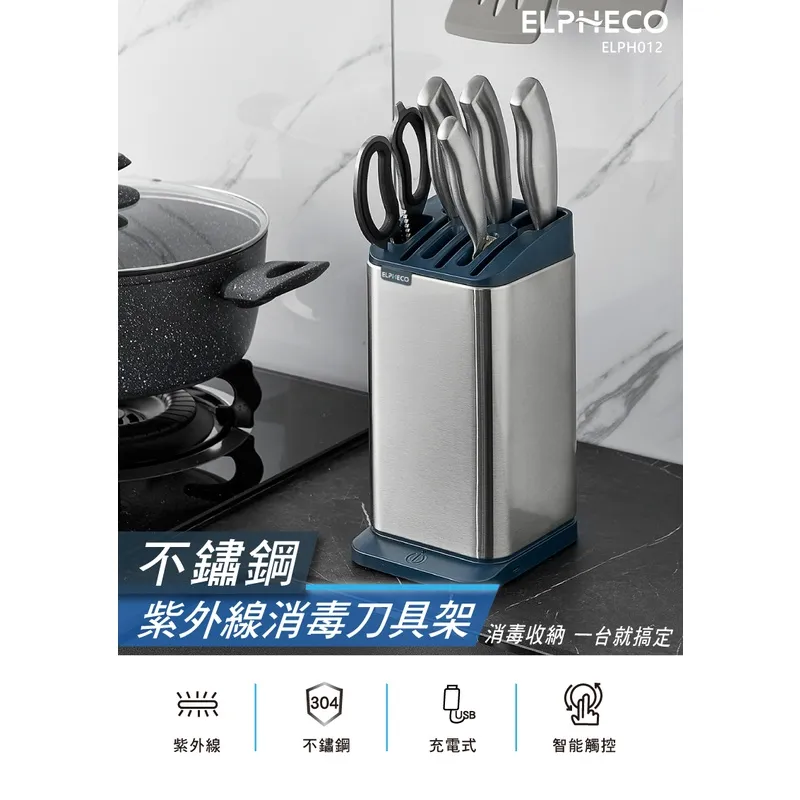 ELPHECO
ELPH012
ELPHECO
不鏽鋼
紫外線消毒刀具架
消毒收納 一台就搞定
304
USB
紫外線
不鏽鋼
充電式
智能觸控